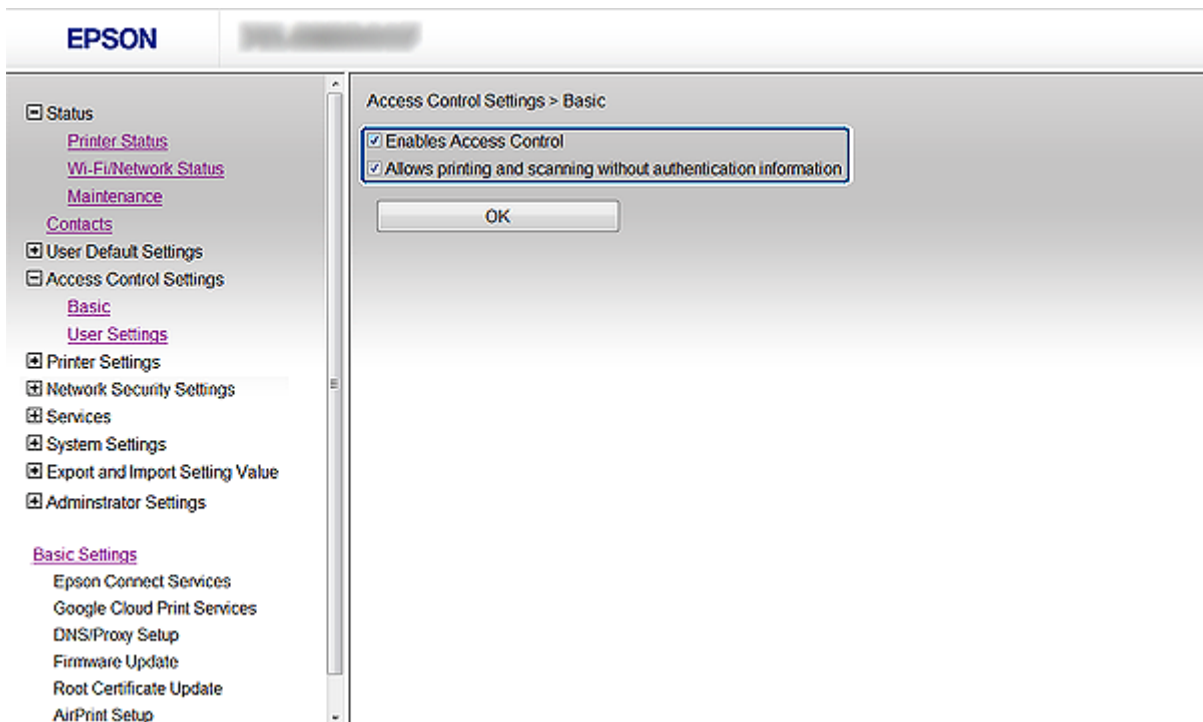 EPSON
Status
Printer Status
Wi-Fi/Network Status
Maintenance
Contacts
User Default Settings
Access Control Settings
Basic
User Settings
Printer Settings
Network Security Settings
Services
System Settings
Export and Import Setting Value
Adminstrator Settings
Basic Settings
Epson Connect Services
Google Cloud Print Services
DNS/Proxy Setup
Firmware Update
Root Certificate Update
AirPrint Setup
Access Control Settings > Basic
Enables Access Control
Allows printing and scanning without authentication information
OK